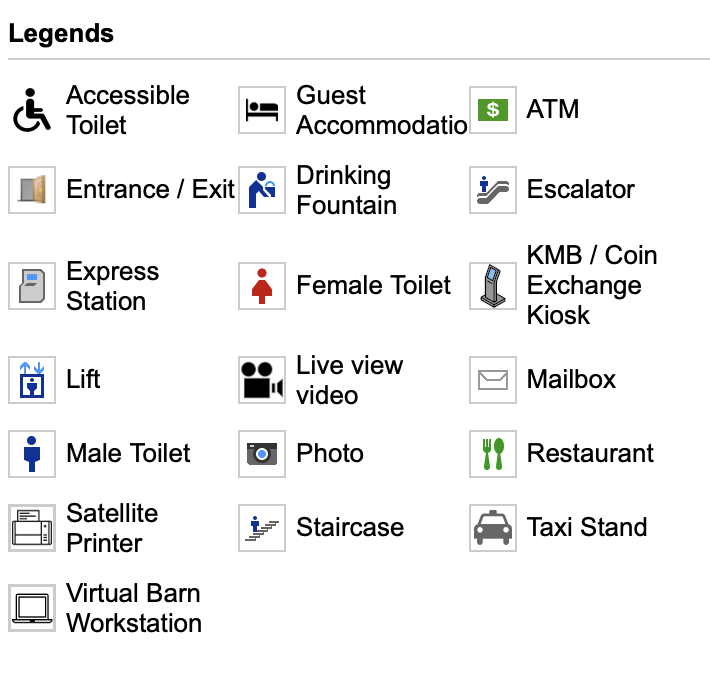 Legends
Accessible
Toilet
Guest
Accommodatio
$
ATM
Entrance / Exit
Drinking
Fountain
Escalator
Express
Station
Female Toilet
KMB / Coin
Exchange
Kiosk
Lift
Live view
video
Mailbox
Male Toilet
Photo
Restaurant
Satellite
Printer
Staircase
Taxi Stand
Virtual Barn
Workstation